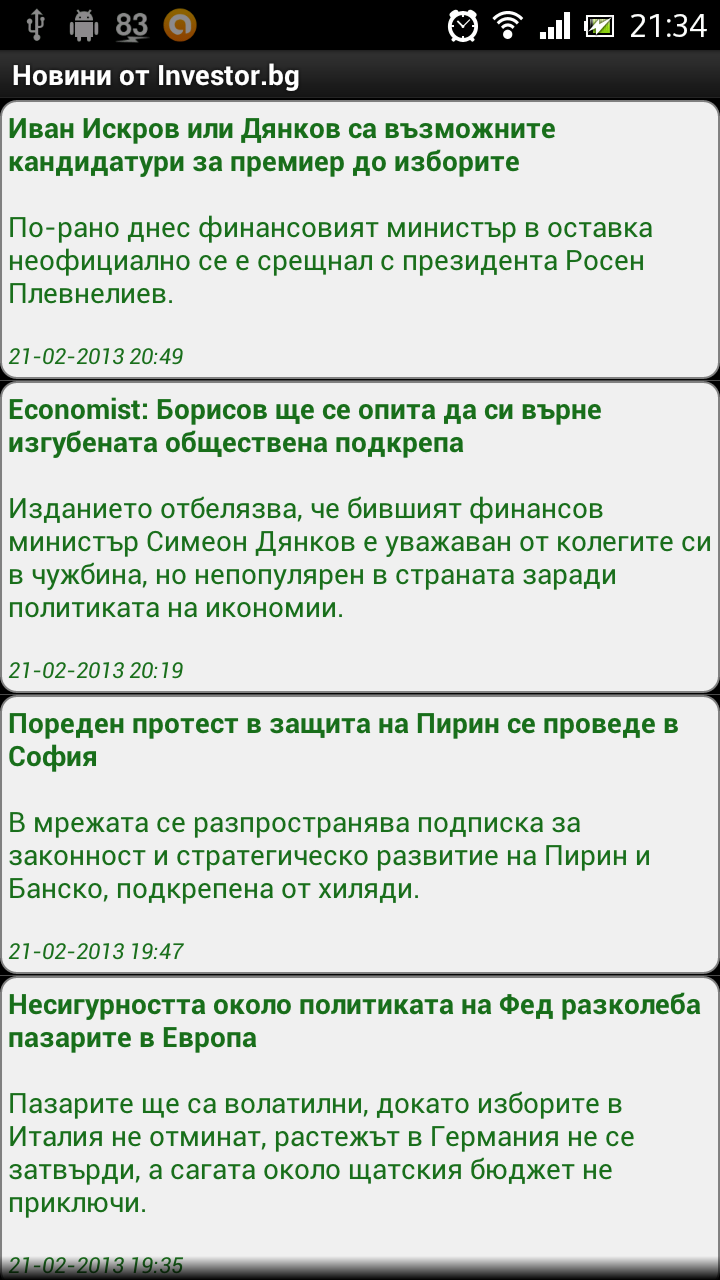 83
21:34
Новини от Investor.bg
Иван Искров или Дянков са възможните
кандидатури за премиер до изборите
По-рано днес финансовият министър в оставка
неофициално се е срещнал с президента Росен
Плевнелиев.
21-02-2013 20:49
Economist: Борисов ще се опита да си върне
изгубената обществена подкрепа
Изданието отбелязва, че бившият финансов
министър Симеон Дянков е уважаван от колегите си
в чужбина, но непопулярен в страната заради
политиката на икономии.
21-02-2013 20:19
Пореден протест в защита на Пирин се проведе в
София
В мрежата се разпространява подписка за
законност и стратегическо развитие на Пирин и
Банско, подкрепена от хиляди.
21-02-2013 19:47
Несигурността около политиката на Фед разколеба
пазарите в Европа
Пазарите ще са волатилни, докато изборите в
Италия не отминат, растежът в Германия не се
затвърди, а сагата около щатския бюджет не
приключи.
21-02-2013 19:35